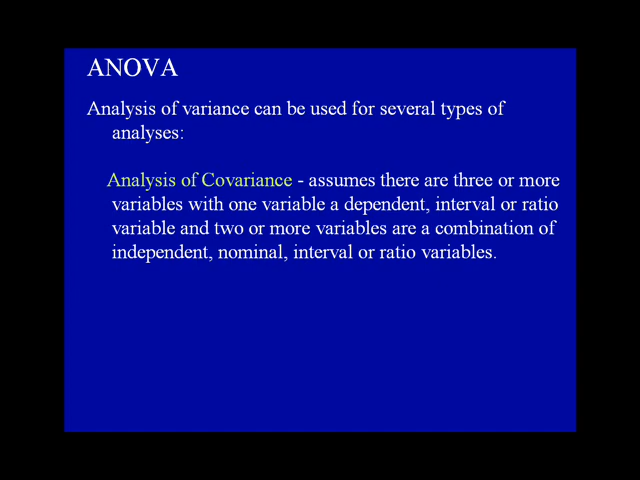 ANOVA
Analysis of variance can be used for several types of
analyses:
Analysis of Covariance - assumes there are three or more
variables with one variable a dependent, interval or ratio
variable and two or more variables are a combination of
independent, nominal, interval or ratio variables.